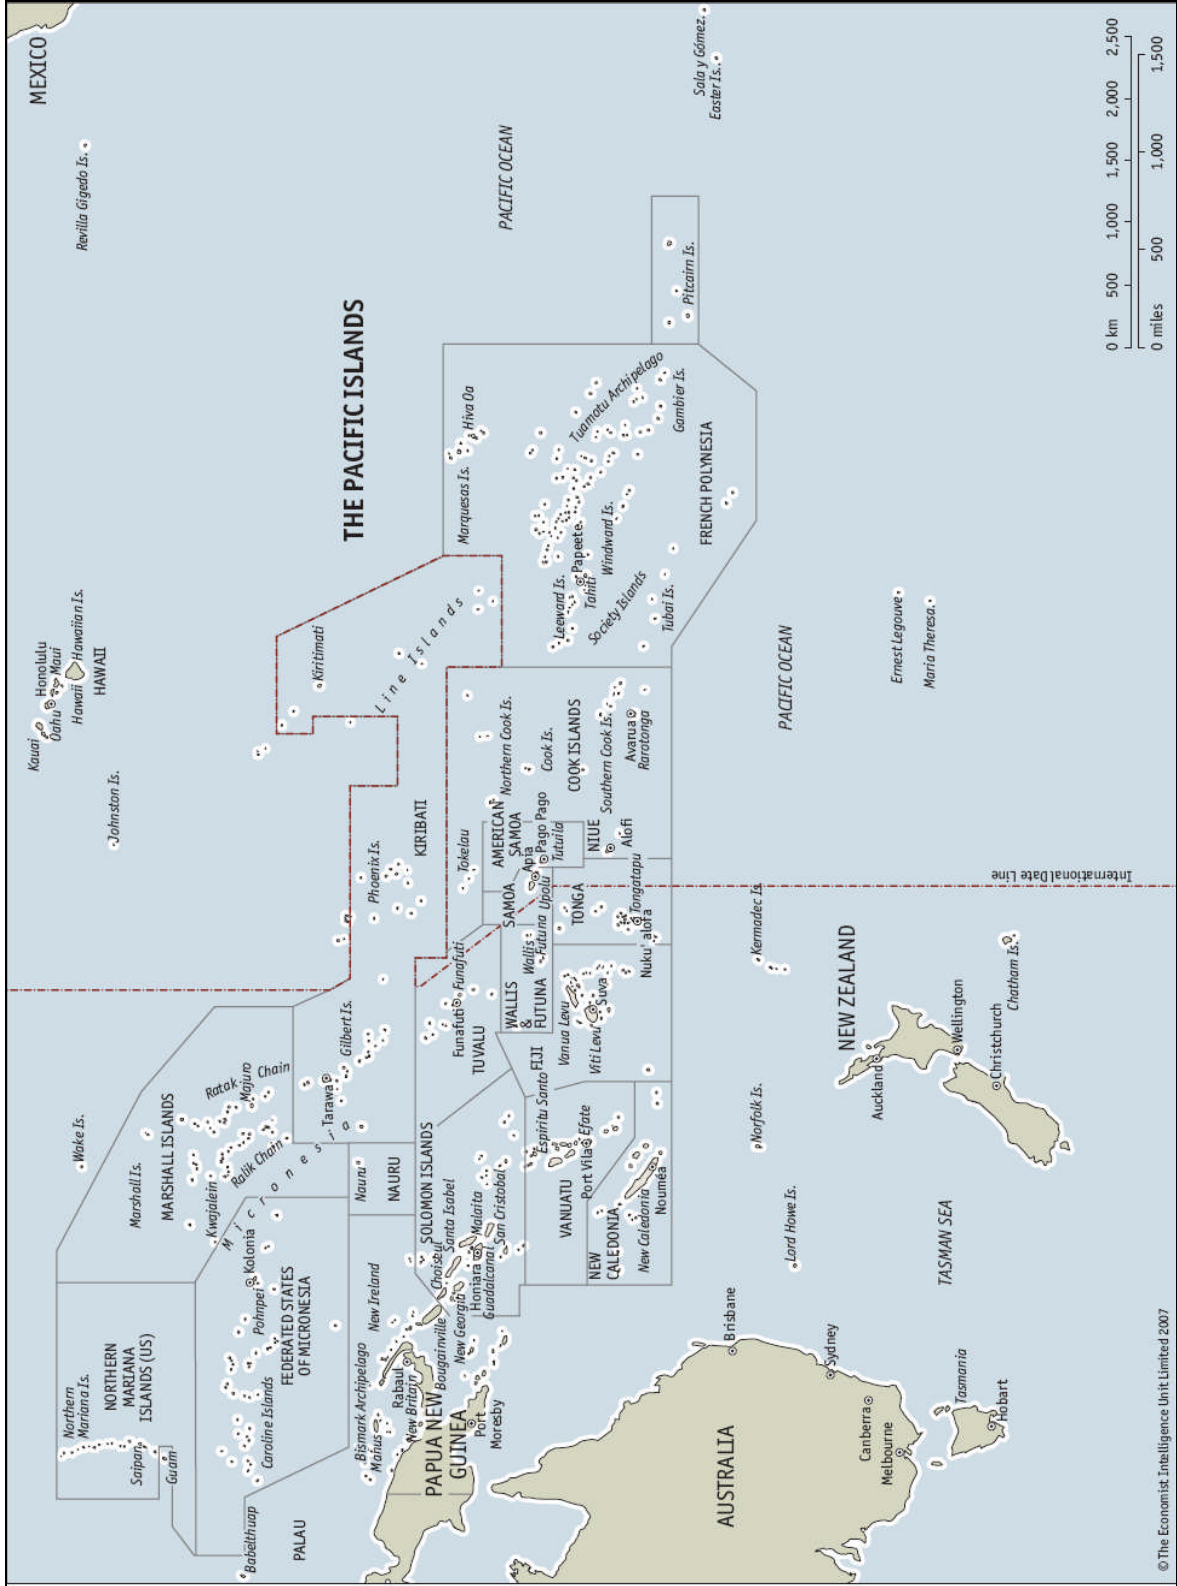 THE PACIFIC ISLANDS
MEXICO
Revilla Gigedo Is.
Kauai
Honolulu
Oahu
Maui
Hawaii
Hawaiian Is.
HAWAII
Johnston Is.
Wake Is.
Northern
Mariana Is.
NORTHERN
MARIANA
ISLANDS (US)
Saipan
Guam
Marshall Is.
MARSHALL ISLANDS
Ratak Chain
Majuro
Kwajalein
Ralik Chain
Micronesia
Kolonia
Pohnpei
FEDERATED STATES
OF MICRONESIA
Caroline Islands
Babelthuap
PALAU
Tarawa
Gilbert Is.
Nauru
NAURU
Phoenix Is.
KIRIBATI
Kiritimati
Line Islands
PACIFIC OCEAN
Marquesas Is.
Hiva Oa
Tuamotu Archipelago
Gambier Is.
Leeward Is.
Papeete
Tahiti
Windward Is.
Society Islands
Tubai Is.
FRENCH POLYNESIA
Pitcairn Is.
Sala y Gómez
Easter Is.
Bismark Archipelago
Manus
New Ireland
Rabaul
New Britain
PAPUA NEW
GUINEA
Port
Moresby
Bougainville
SOLOMON ISLANDS
Choiseul
Santa Isabel
New Georgia
Malaita
Honiara
Guadalcanal
San Cristobal
Funafuti
Funafuti
TUVALU
Tokelau
WALLIS
&
FUTUNA
Wallis
Futuna
SAMOA
Apia
Upolu
AMERICAN
SAMOA
Pago Pago
Tutuila
Northern Cook Is.
Cook Is.
COOK ISLANDS
Southern Cook Is.
Avarua
Rarotonga
NIUE
Alofi
TONGA
Tongatapu
Nuku'alofa
FIJI
Vanua Levu
Viti Levu
Suva
Espiritu Santo
VANUATU
Port Vila
Efate
NEW
CALEDONIA
New Caledonia
Nouméa
International Date Line
PACIFIC OCEAN
Kermadec Is.
Norfolk Is.
Lord Howe Is.
TASMAN SEA
NEW ZEALAND
Auckland
Wellington
Christchurch
Chatham Is.
Ernest Legouve
Maria Theresa
AUSTRALIA
Brisbane
Sydney
Canberra
Melbourne
Tasmania
Hobart
0 km 500 1,000 1,500 2,000 2,500
0 miles 500 1,000 1,500
© The Economist Intelligence Unit Limited 2007